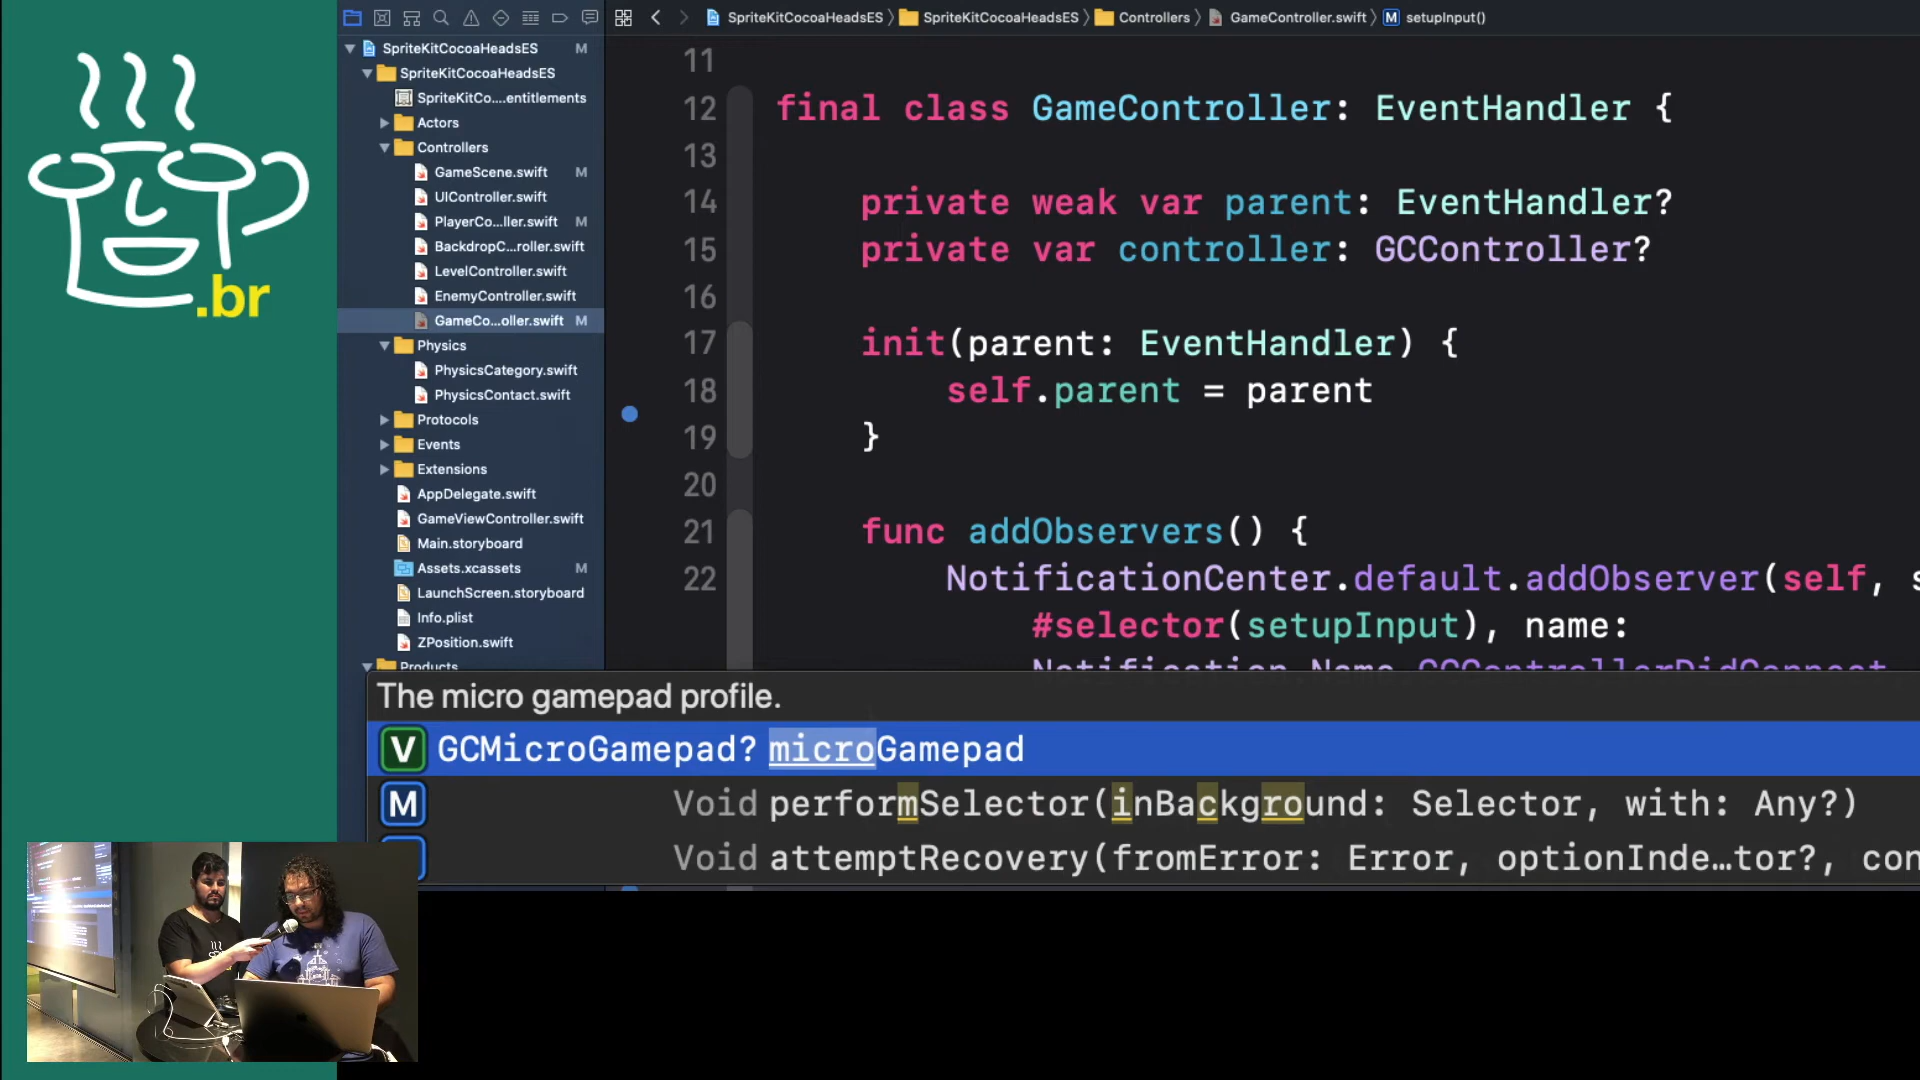 .br
SpriteKitCocoaHeadsES
SpriteKitCocoaHeadsES
Controllers
GameController.swift
M setupInput()
SpriteKitCocoaHeadsES M
SpriteKitCocoaHeadsES
SpriteKitCo....entitlements
Actors
Controllers
GameScene.swift M
UIController.swift
PlayerCo...ller.swift M
BackdropC...roller.swift
LevelController.swift
EnemyController.swift
GameCo...oller.swift M
Physics
PhysicsCategory.swift
PhysicsContact.swift
Protocols
Events
Extensions
AppDelegate.swift
GameViewController.swift
Main.storyboard
Assets.xcassets M
LaunchScreen.storyboard
Info.plist
ZPosition.swift
Products
11
12 final class GameController: EventHandler {
13
14 private weak var parent: EventHandler?
15 private var controller: GCController?
16
17 init(parent: EventHandler) {
18 self.parent = parent
19 }
20
21 func addObservers() {
22 NotificationCenter.default.addObserver(self, s
#selector(setupInput), name:
Notification.Name.GCControllerDidConnect,
The micro gamepad profile.
V GCMicroGamepad? microGamepad
M Void performSelector(inBackground: Selector, with: Any?)
Void attemptRecovery(fromError: Error, optionInde…tor?, con